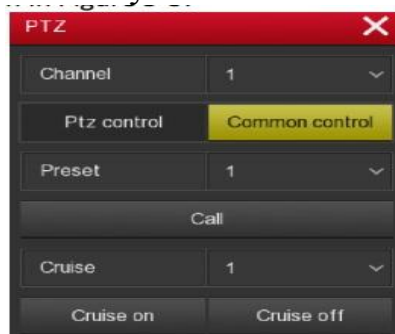 PTZ
Channel 1
Ptz control Common control
Preset 1
Call
Cruise 1
Cruise on Cruise off